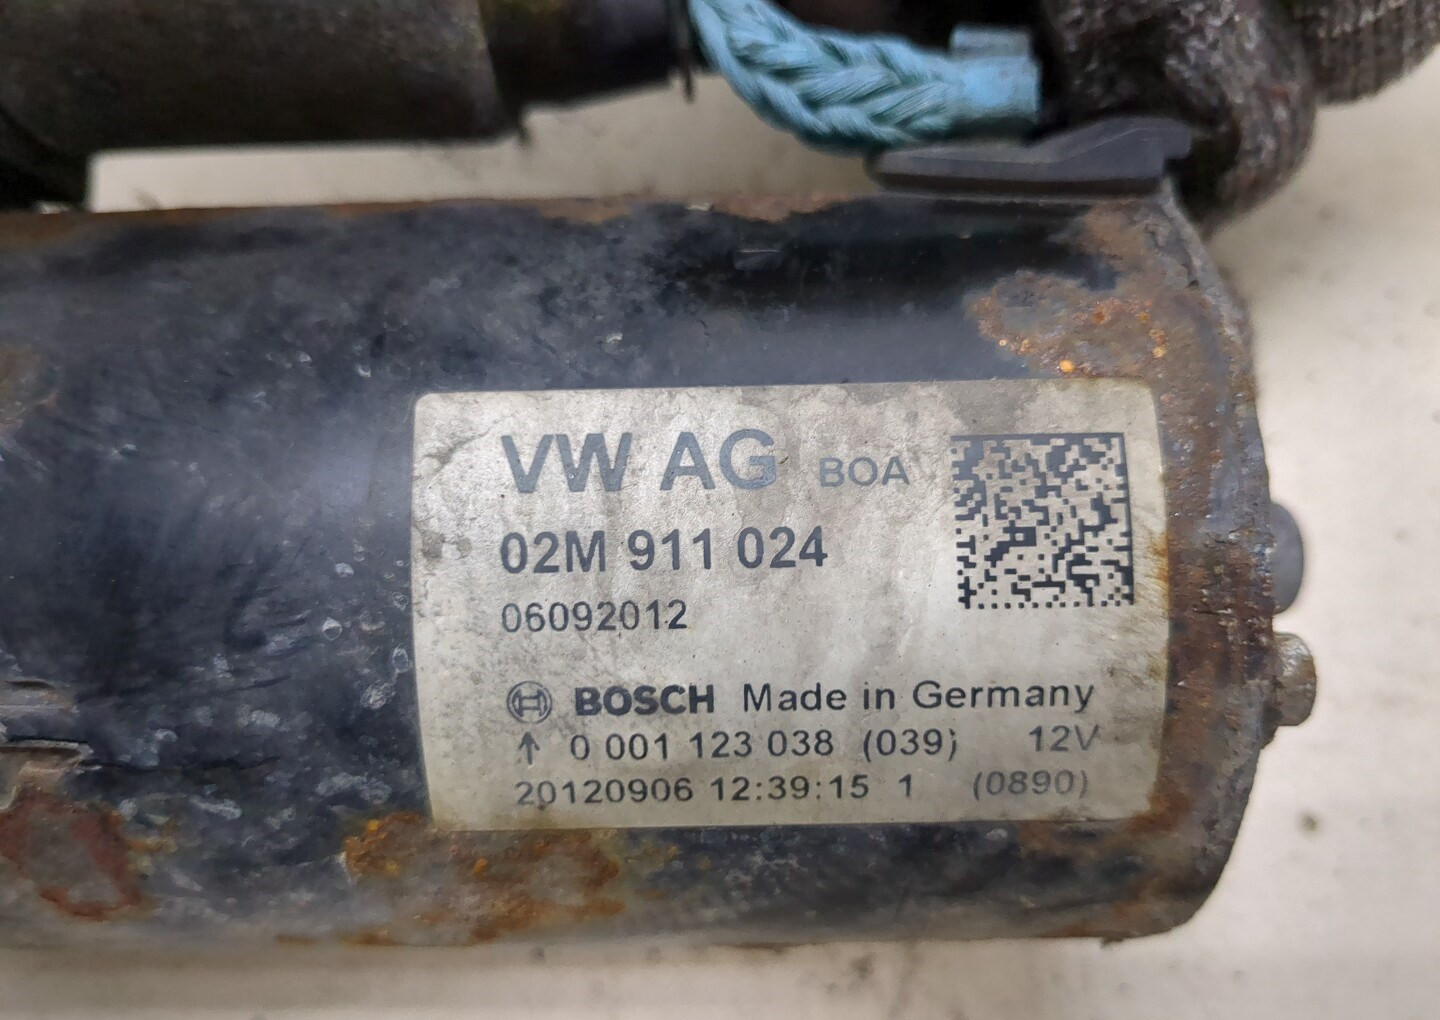 VW AG BOA
02M 911 024
06092012
BOSCH Made in Germany
↑ 0 001 123 038 (039) 12V
20120906 12:39:15 1 (0890)